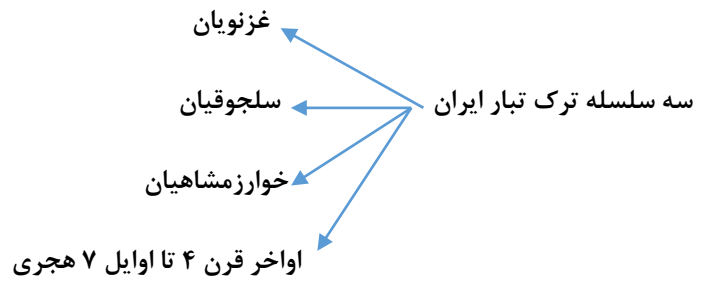 غزنویان
سلجوقیان
سه سلسله ترک تبار ایران
خوارزمشاهیان
اواخر قرن ۴ تا اوایل ۷ هجری